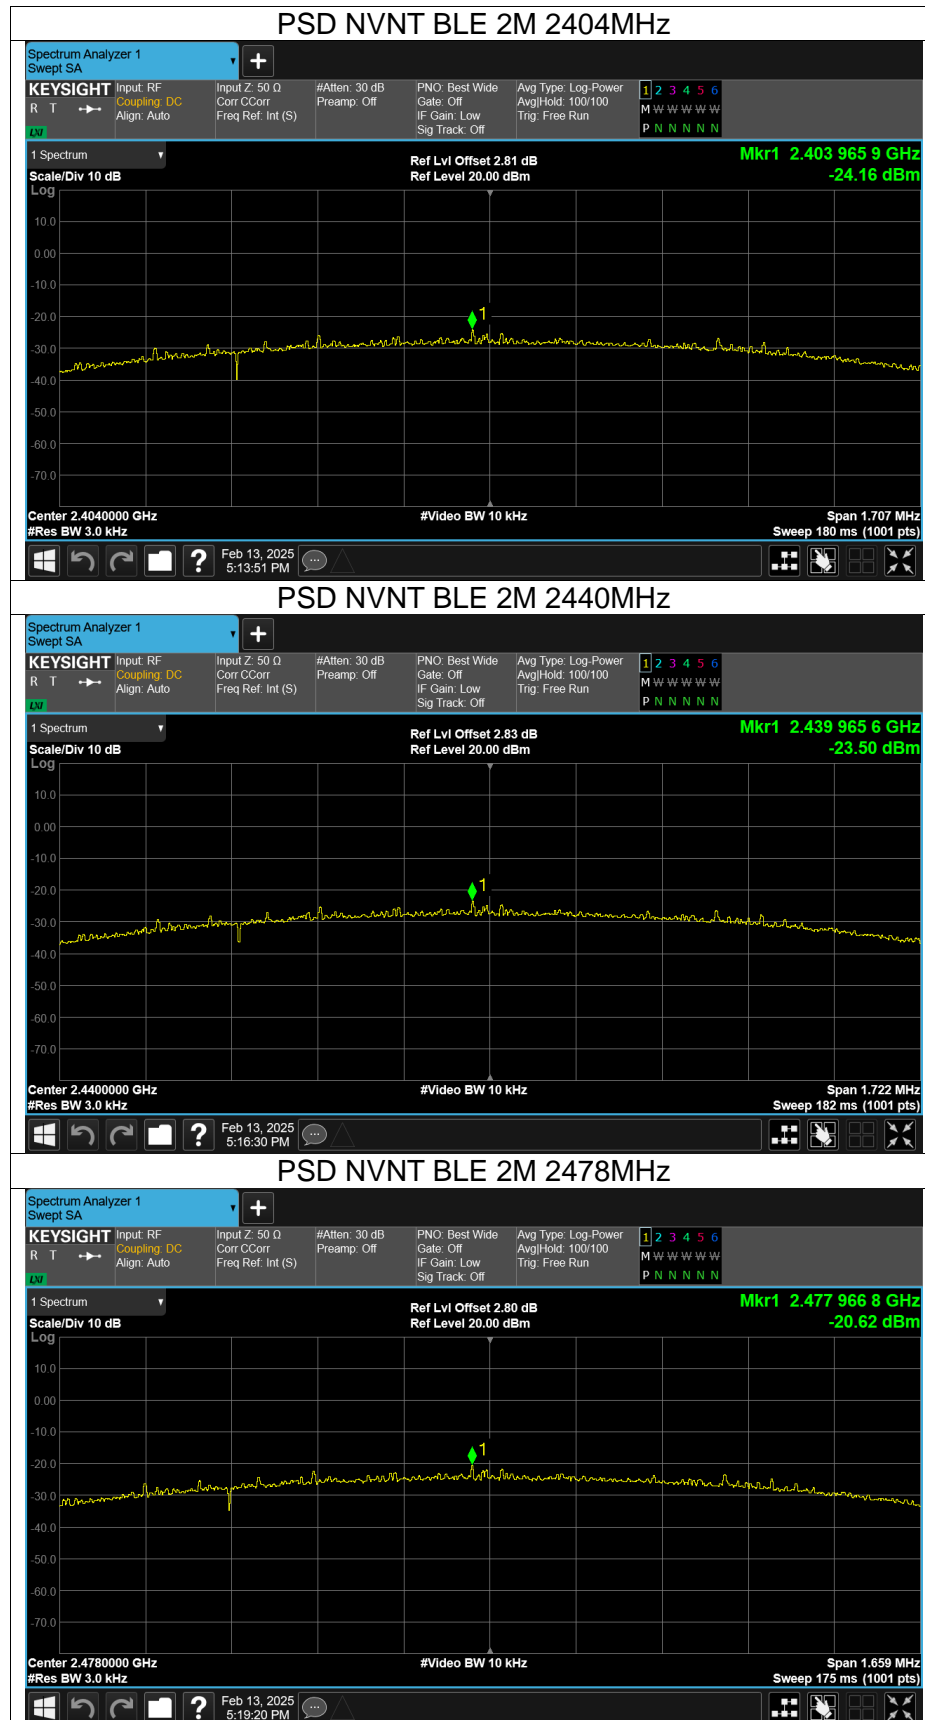 PSD NVNT BLE 2M 2404MHz
Spectrum Analyzer 1
Swept SA
+
KEYSIGHT
R T
LXI
Input: RF
Coupling: DC
Align: Auto
Input Z: 50 Ω
Corr CCorr
Freq Ref: Int (S)
#Atten: 30 dB
Preamp: Off
PNO: Best Wide
Gate: Off
IF Gain: Low
Sig Track: Off
Avg Type: Log-Power
Avg|Hold: 100/100
Trig: Free Run
1 2 3 4 5 6
M W W W W W
P N N N N N
1 Spectrum
Scale/Div 10 dB
Log
Ref Lvl Offset 2.81 dB
Ref Level 20.00 dBm
Mkr1 2.403 965 9 GHz
-24.16 dBm
10.0
0.00
-10.0
-20.0
-30.0
-40.0
-50.0
-60.0
-70.0
1
Center 2.4040000 GHz
#Res BW 3.0 kHz
#Video BW 10 kHz
Span 1.707 MHz
Sweep 180 ms (1001 pts)
?
Feb 13, 2025
5:13:51 PM
PSD NVNT BLE 2M 2440MHz
Spectrum Analyzer 1
Swept SA
+
KEYSIGHT
R T
LXI
Input: RF
Coupling: DC
Align: Auto
Input Z: 50 Ω
Corr CCorr
Freq Ref: Int (S)
#Atten: 30 dB
Preamp: Off
PNO: Best Wide
Gate: Off
IF Gain: Low
Sig Track: Off
Avg Type: Log-Power
Avg|Hold: 100/100
Trig: Free Run
1 2 3 4 5 6
M W W W W W
P N N N N N
1 Spectrum
Scale/Div 10 dB
Log
Ref Lvl Offset 2.83 dB
Ref Level 20.00 dBm
Mkr1 2.439 965 6 GHz
-23.50 dBm
10.0
0.00
-10.0
-20.0
-30.0
-40.0
-50.0
-60.0
-70.0
1
Center 2.4400000 GHz
#Res BW 3.0 kHz
#Video BW 10 kHz
Span 1.722 MHz
Sweep 182 ms (1001 pts)
?
Feb 13, 2025
5:16:30 PM
PSD NVNT BLE 2M 2478MHz
Spectrum Analyzer 1
Swept SA
+
KEYSIGHT
R T
LXI
Input: RF
Coupling: DC
Align: Auto
Input Z: 50 Ω
Corr CCorr
Freq Ref: Int (S)
#Atten: 30 dB
Preamp: Off
PNO: Best Wide
Gate: Off
IF Gain: Low
Sig Track: Off
Avg Type: Log-Power
Avg|Hold: 100/100
Trig: Free Run
1 2 3 4 5 6
M W W W W W
P N N N N N
1 Spectrum
Scale/Div 10 dB
Log
Ref Lvl Offset 2.80 dB
Ref Level 20.00 dBm
Mkr1 2.477 966 8 GHz
-20.62 dBm
10.0
0.00
-10.0
-20.0
-30.0
-40.0
-50.0
-60.0
-70.0
1
Center 2.4780000 GHz
#Res BW 3.0 kHz
#Video BW 10 kHz
Span 1.659 MHz
Sweep 175 ms (1001 pts)
?
Feb 13, 2025
5:19:20 PM